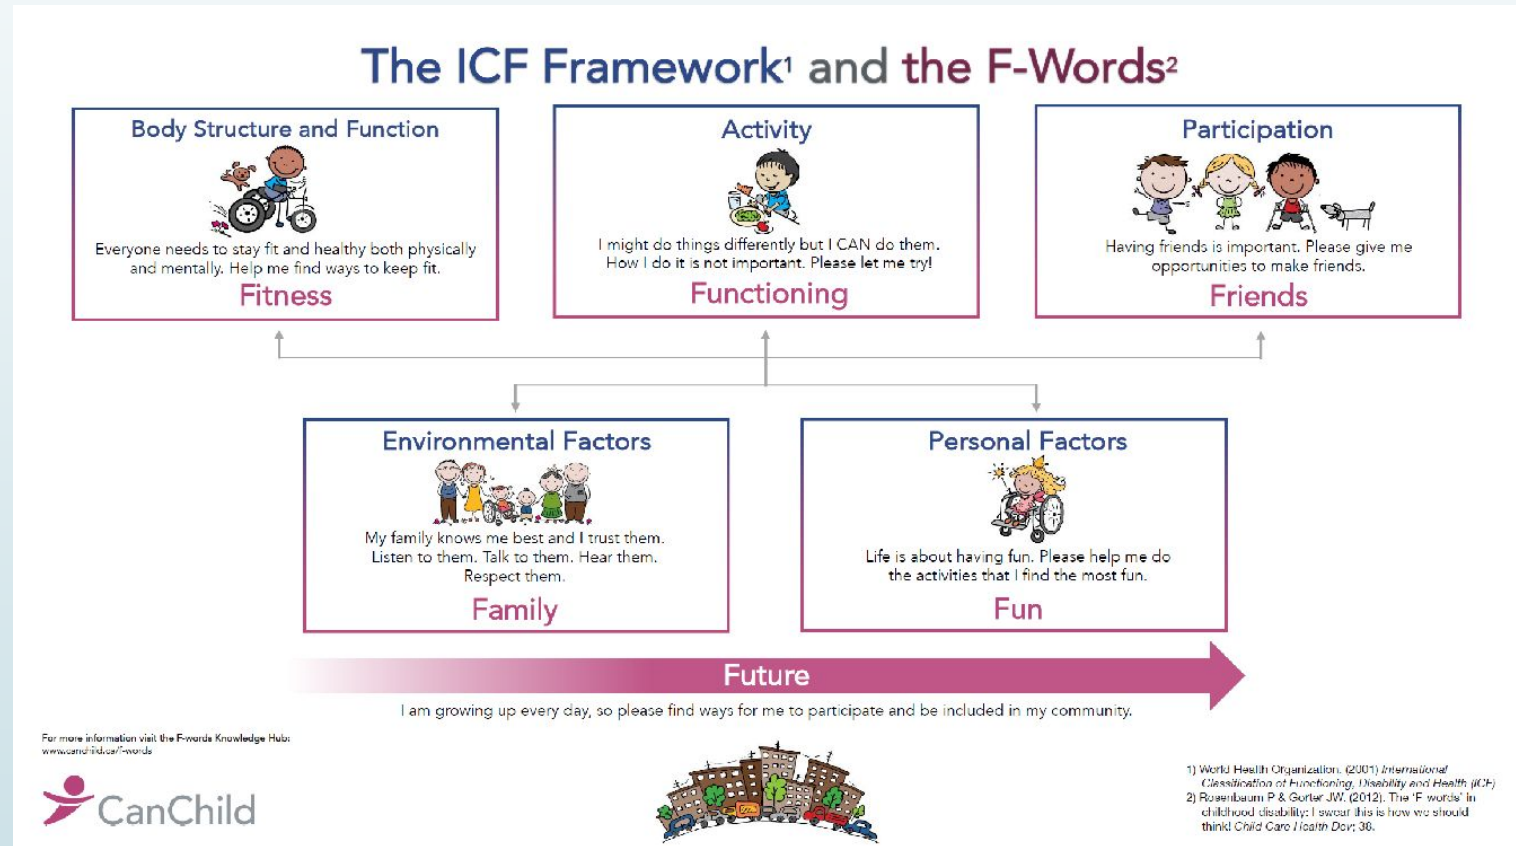 The ICF Framework¹ and the F-Words²
Body Structure and Function
Everyone needs to stay fit and healthy both physically
and mentally. Help me find ways to keep fit.
Fitness
Activity
I might do things differently but I CAN do them.
How I do it is not important. Please let me try!
Functioning
Participation
Having friends is important. Please give me
opportunities to make friends.
Friends
Environmental Factors
My family knows me best and I trust them.
Listen to them. Talk to them. Hear them.
Respect them.
Family
Personal Factors
Life is about having fun. Please help me do
the activities that I find the most fun.
Fun
Future
I am growing up every day, so please find ways for me to participate and be included in my community.
For more information visit the F-words Knowledge Hub:
www.canchild.ca/f-words
CanChild
1) World Health Organization. (2001) International
Classification of Functioning, Disability and Health (ICF)
2) Rosenbaum P & Gorter JW. (2012). The 'F-words' in
childhood disability: I swear this is how we should
think! Child Care Health Dev; 38.